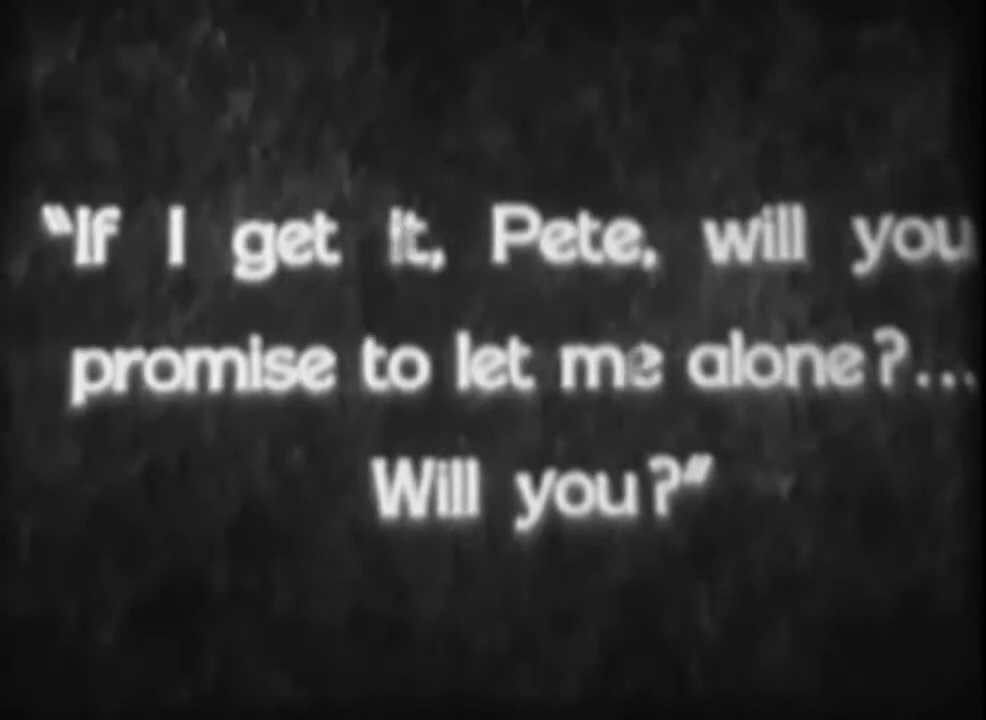 "If I get it, Pete, will you
promise to let me alone?...
Will you?"